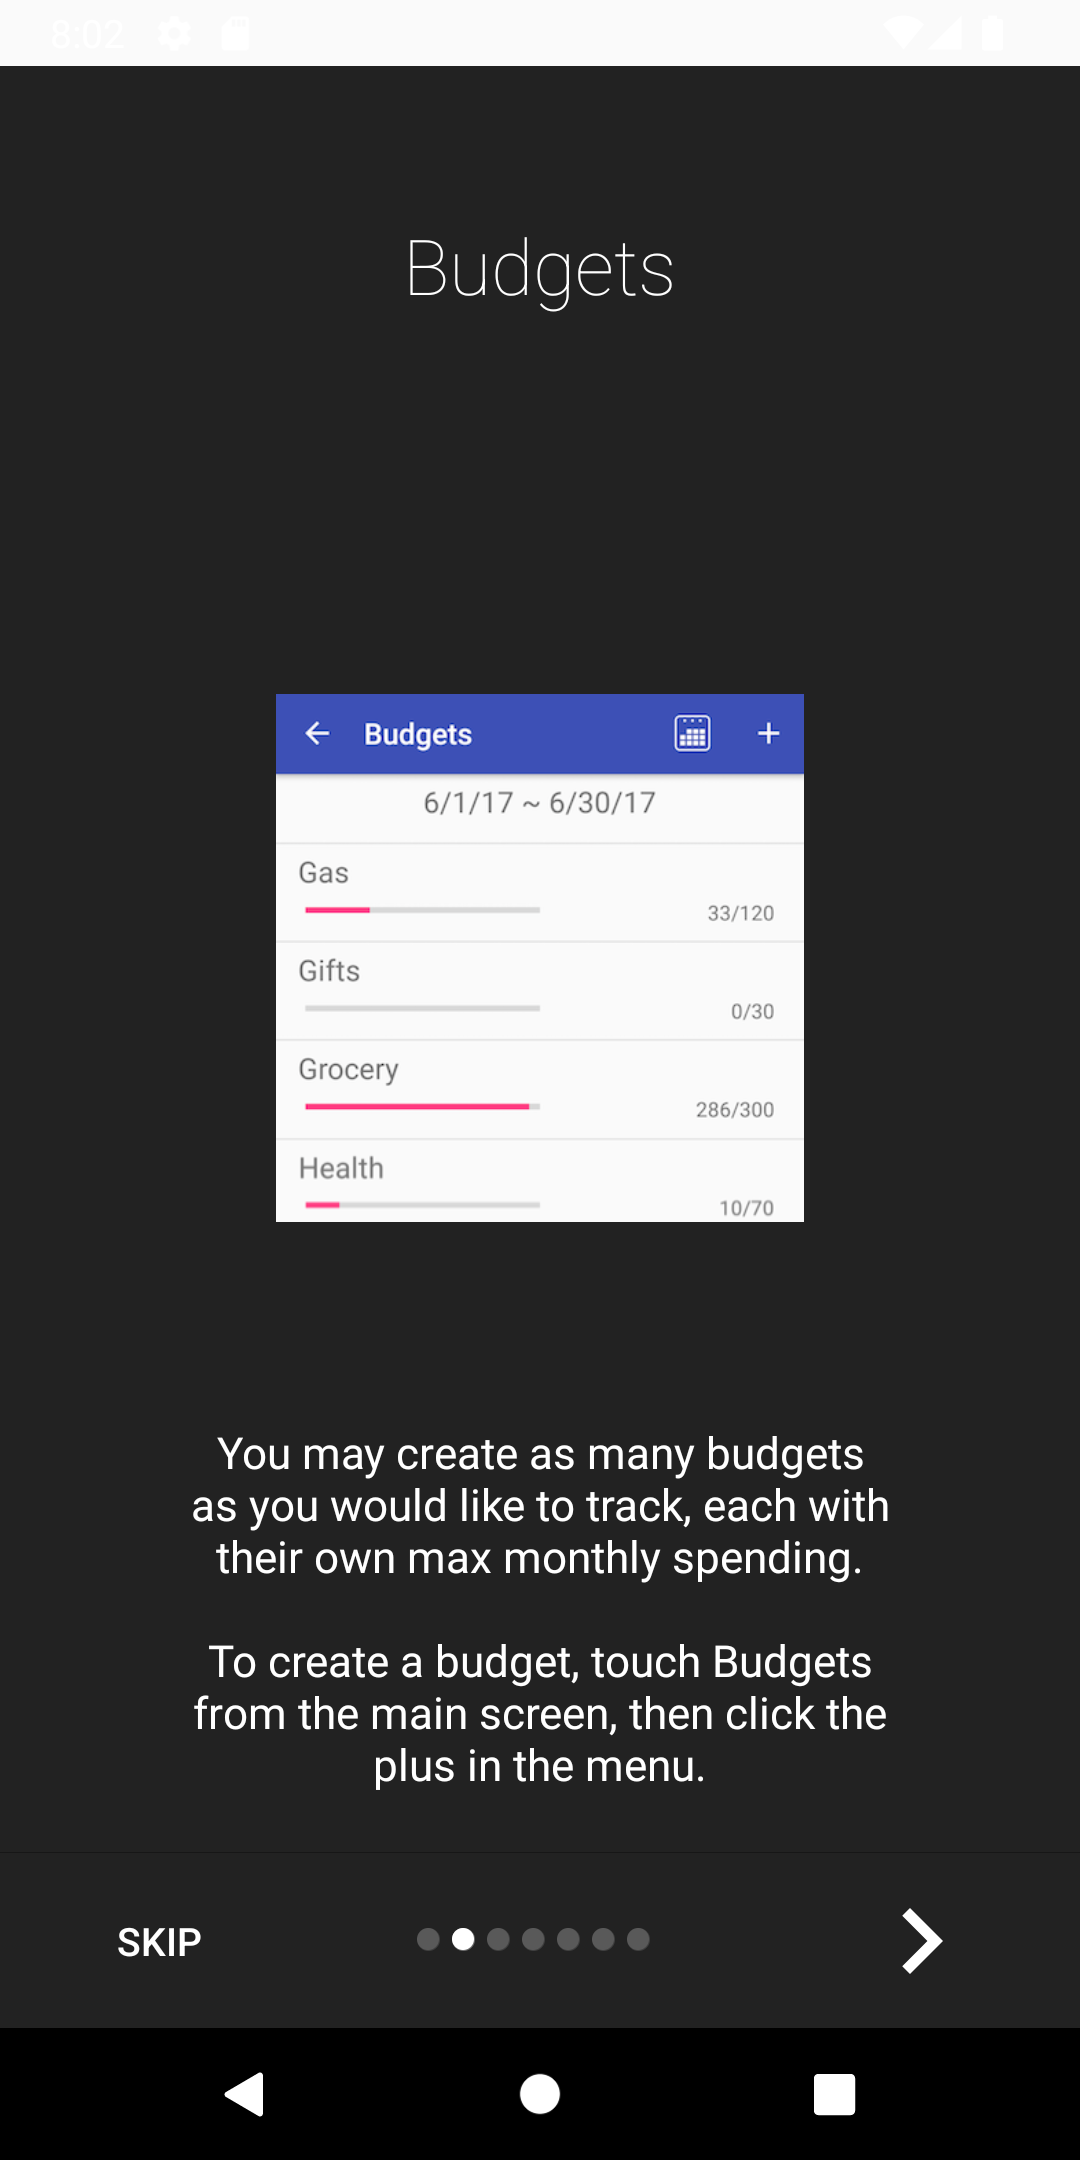 8:02
Budgets
Budgets
6/1/17 ~ 6/30/17
Gas
33/120
Gifts
0/30
Grocery
286/300
Health
10/70
You may create as many budgets
as you would like to track, each with
their own max monthly spending.
To create a budget, touch Budgets
from the main screen, then click the
plus in the menu.
SKIP